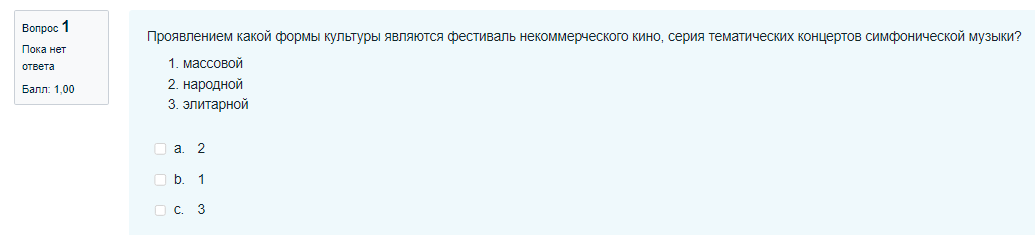 Вопрос 1
Пока нет
ответа
Балл: 1,00
Проявлением какой формы культуры являются фестиваль некоммерческого кино, серия тематических концертов симфонической музыки?
1. массовой
2. народной
3. элитарной
a. 2
b. 1
c. 3